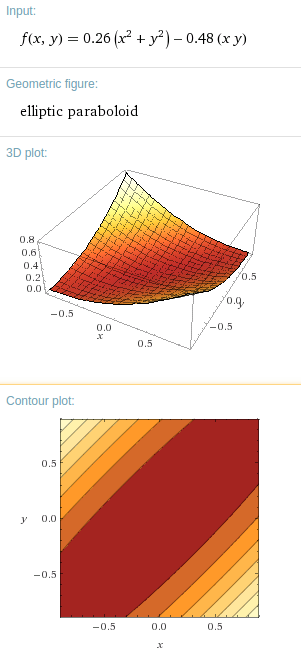 Input:
f(x, y) = 0.26 (x² + y²) − 0.48 (x y)
Geometric figure:
elliptic paraboloid
3D plot:
0.8
0.6
0.4
0.2
0.0
−0.5
0.0
x
0.5
0.5
0.0
y
−0.5
Contour plot:
0.5
y
0.0
−0.5
−0.5
0.0
0.5
x